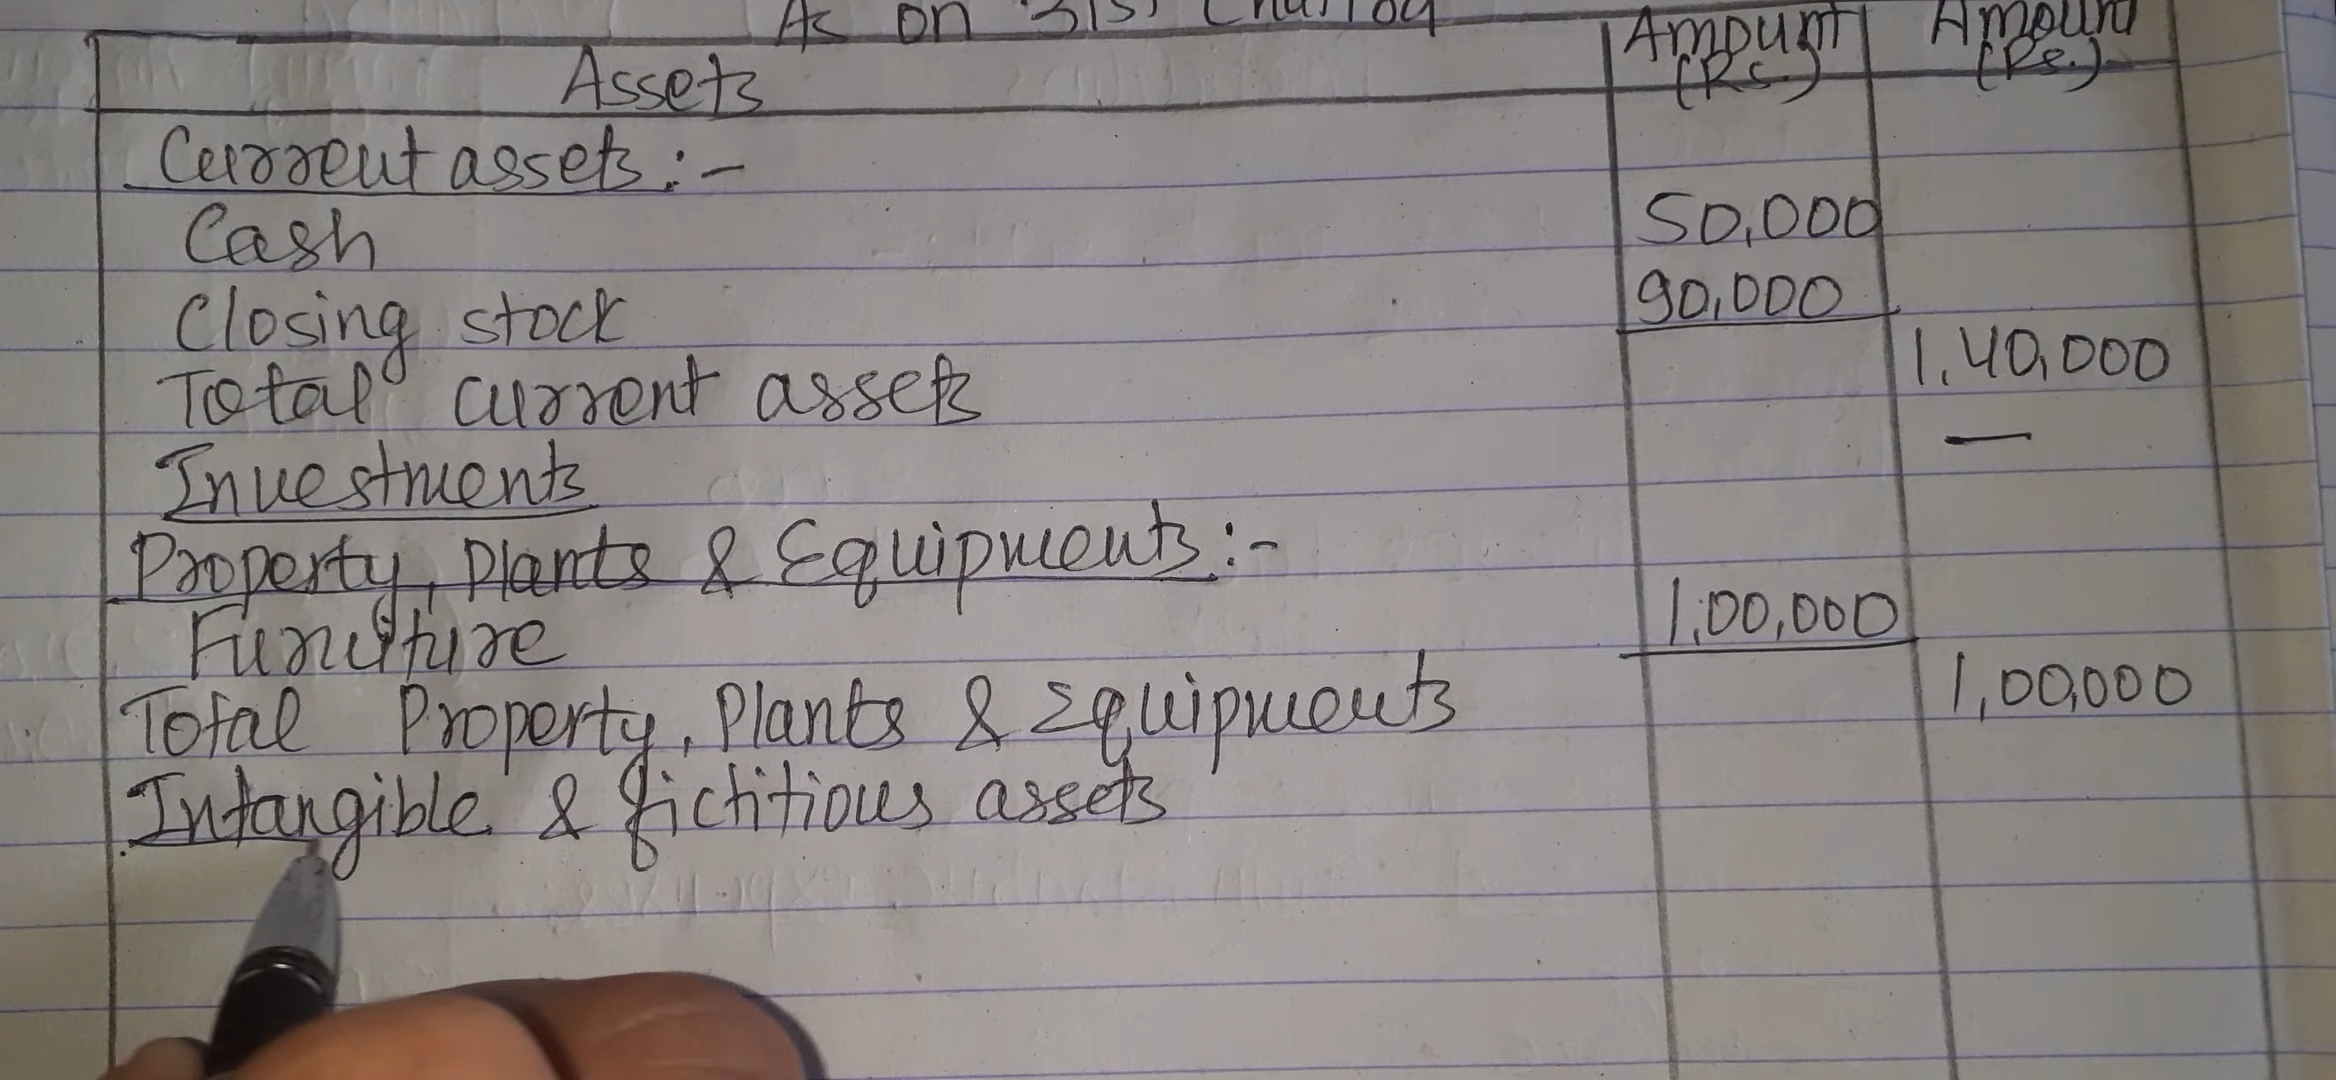 As on 31st Chaitra
Assets Amount (Rs.) Amount (Rs.)
Current assets:-
Cash 50,000
Closing stock 90,000
Total current assets 1,40,000
Investments —
Property, Plants & Equipments:-
Furniture 1,00,000
Total Property, Plants & Equipments 1,00,000
Intangible & fictitious assets